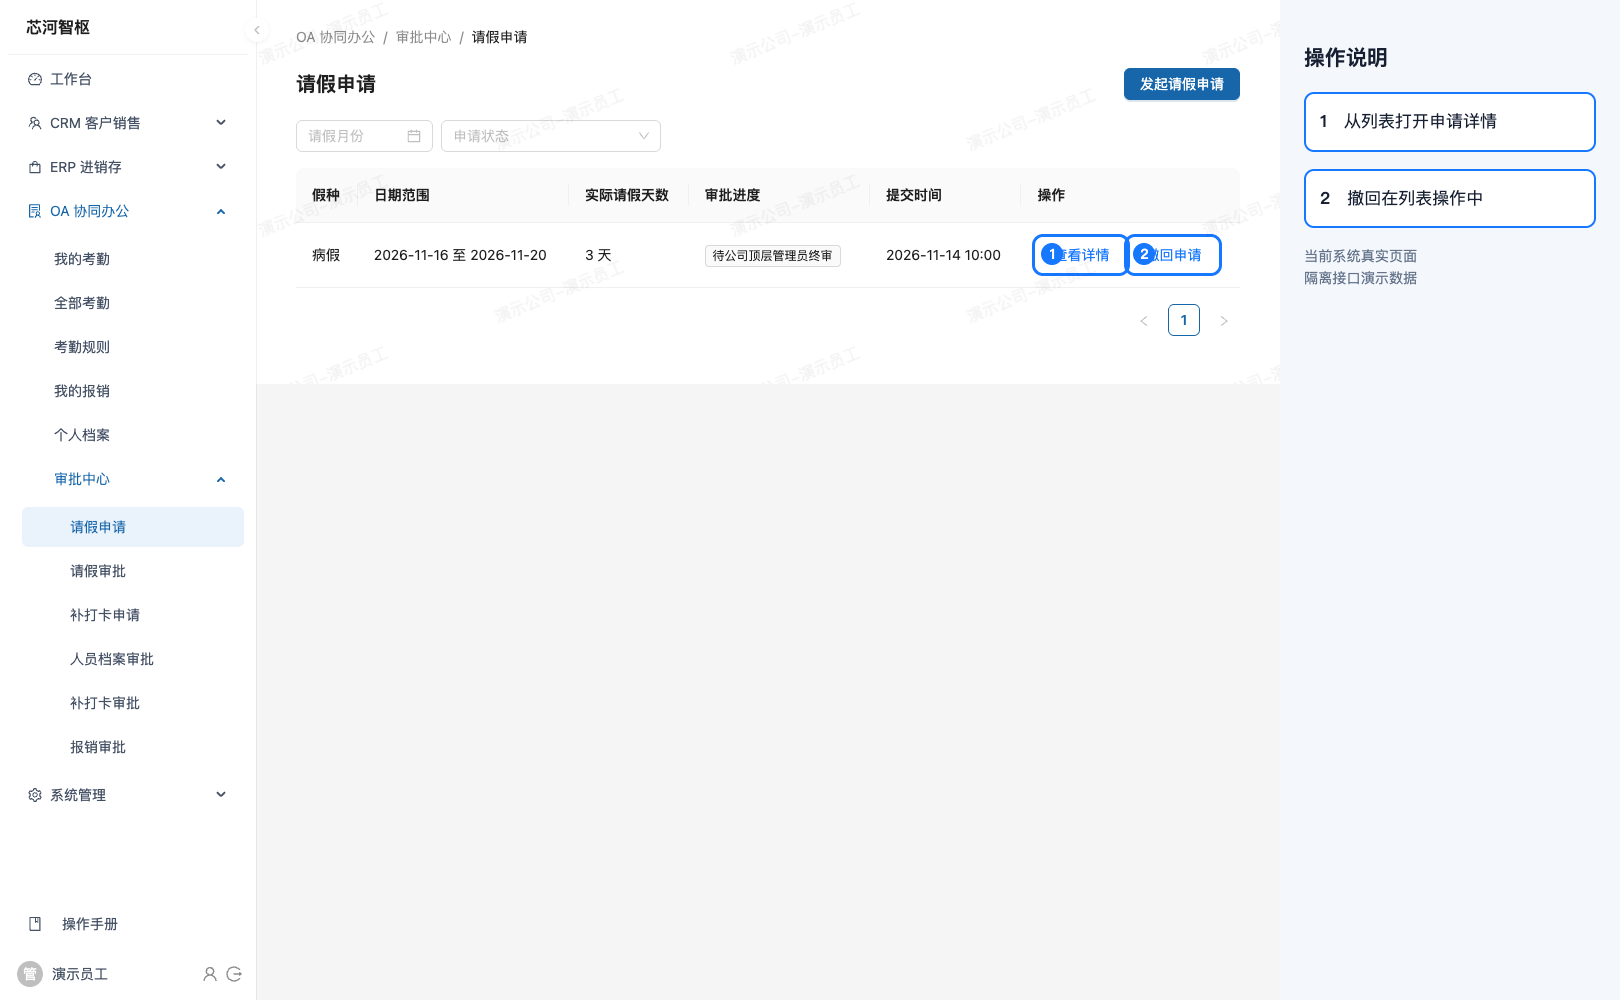 芯河智枢
工作台
CRM 客户销售
ERP 进销存
OA 协同办公
我的考勤
全部考勤
考勤规则
我的报销
个人档案
审批中心
请假申请
请假审批
补打卡申请
人员档案审批
补打卡审批
报销审批
系统管理
操作手册
管 演示员工
OA 协同办公 / 审批中心 / 请假申请
请假申请
发起请假申请
请假月份 申请状态
假种 日期范围 实际请假天数 审批进度 提交时间 操作
病假 2026-11-16 至 2026-11-20 3 天 待公司顶层管理员终审 2026-11-14 10:00 1 看详情 2 回申请
1
演示公司–演示员工
操作说明
1 从列表打开申请详情
2 撤回在列表操作中
当前系统真实页面
隔离接口演示数据